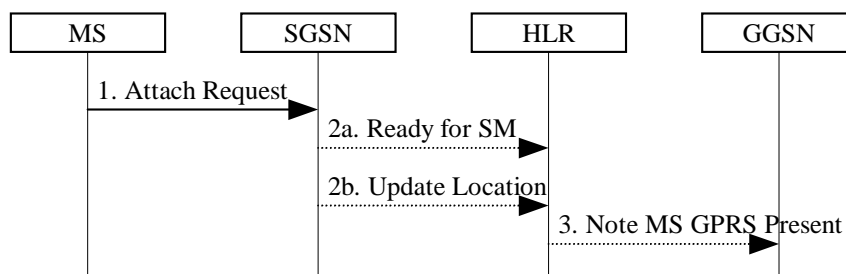 MS
SGSN
HLR
GGSN
1. Attach Request
2a. Ready for SM
2b. Update Location
3. Note MS GPRS Present